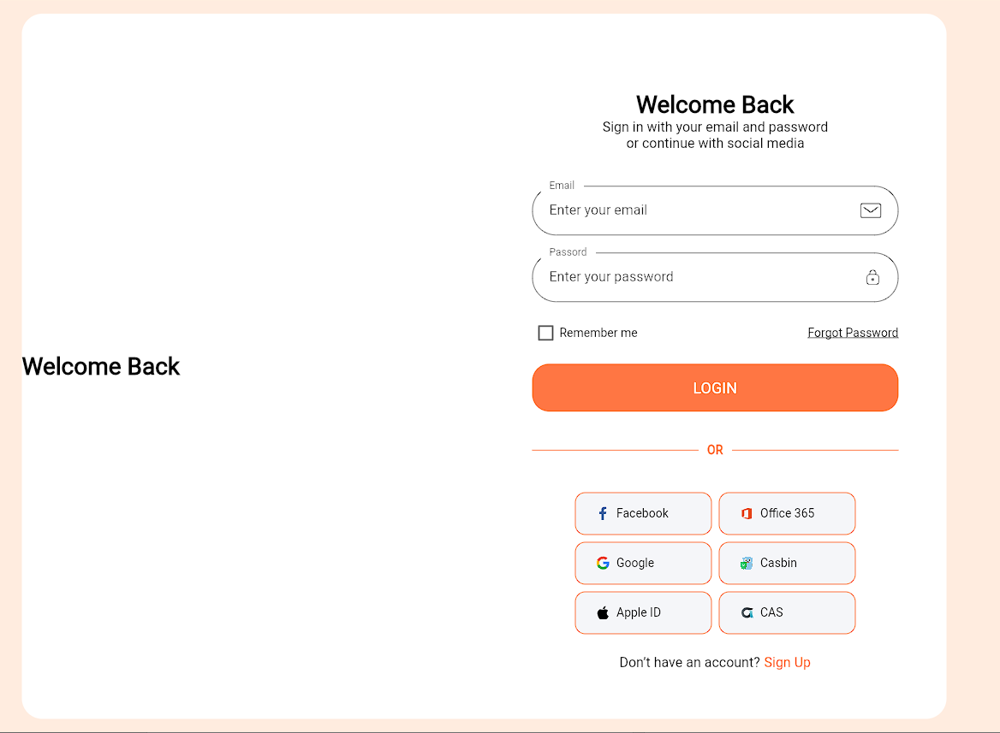 Welcome Back
Welcome Back
Sign in with your email and password
or continue with social media
Email
Enter your email
Passord
Enter your password
Remember me
Forgot Password
LOGIN
OR
Facebook
Office 365
Google
Casbin
Apple ID
CAS
Don't have an account? Sign Up